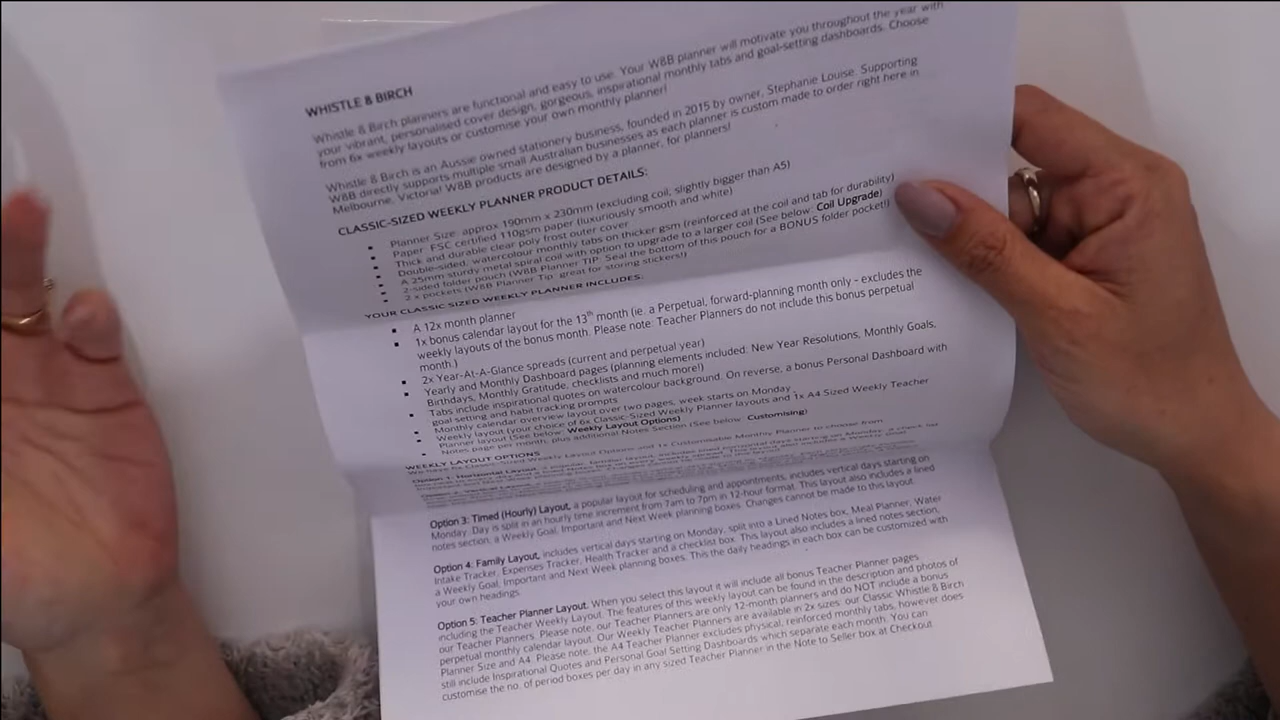 WHISTLE & BIRCH
Whistle & Birch planners are functional and easy to use. Your W&B planner will motivate you throughout the year with
your vibrant, personalised cover design, gorgeous, inspirational monthly tabs and goal-setting dashboards. Choose
from 6x weekly layouts or customise your own monthly planner!
Whistle & Birch is an Aussie owned stationery business, founded in 2015 by owner, Stephanie Louise. Supporting
W&B directly supports multiple small Australian businesses as each planner is custom made to order right here in
Melbourne, Victoria! W&B products are designed by a planner, for planners!
CLASSIC-SIZED WEEKLY PLANNER PRODUCT DETAILS:
Planner Size: approx 190mm x 230mm (excluding coil, slightly bigger than A5)
Paper: FSC certified 110gsm paper (luxuriously smooth and white)
Thick and durable clear poly frost outer cover
Double-sided, watercolour monthly tabs on thicker gsm (reinforced at the coil and tab for durability)
A 25mm sturdy metal spiral coil with option to upgrade to a larger coil (See below: Coil Upgrade)
2-sided folder pouch (W&B Planner TIP: Seal the bottom of this pouch for a BONUS folder pocket!)
2 x pockets (W&B Planner Tip: great for storing stickers!)
YOUR CLASSIC SIZED WEEKLY PLANNER INCLUDES:
A 12x month planner
1x bonus calendar layout for the 13th month (ie. a Perpetual, forward-planning month only - excludes the
weekly layouts of the bonus month. Please note: Teacher Planners do not include this bonus perpetual
month.)
2x Year-At-A-Glance spreads (current and perpetual year)
Yearly and Monthly Dashboard pages (planning elements included: New Year Resolutions, Monthly Goals,
Birthdays, Monthly Gratitude, checklists and much more!)
Tabs include inspirational quotes on watercolour background. On reverse, a bonus Personal Dashboard with
goal setting and habit tracking prompts
Monthly calendar overview layout over two pages, week starts on Monday
Weekly layout (your choice of 6x Classic-Sized Weekly Planner layouts and 1x A4 Sized Weekly Teacher
Planner layout (See below: Weekly Layout Options)
Notes page per month, plus additional Notes Section (See below: Customising)
WEEKLY LAYOUT OPTIONS
Weekly Layout Options and 1x Customisable Monthly Planner to choose from
Option 1: Horizontal Layout,
Option 3: Timed (Hourly) Layout, a popular layout for scheduling and appointments, includes vertical days starting on
Monday. Day is split in an hourly time increment from 7am to 7pm in 12-hour format. This layout also includes a lined
notes section, a Weekly Goal, Important and Next Week planning boxes. Changes cannot be made to this layout.
Option 4: Family Layout, includes vertical days starting on Monday, split into a Lined Notes box, Meal Planner, Water
Intake Tracker, Expenses Tracker, Health Tracker and a checklist box. This layout also includes a lined notes section,
a Weekly Goal, Important and Next Week planning boxes. This the daily headings in each box can be customized with
your own headings.
Option 5: Teacher Planner Layout. When you select this layout it will include all bonus Teacher Planner pages
including the Teacher Weekly Layout. The features of this weekly layout can be found in the description and photos of
our Teacher Planners. Please note, our Teacher Planners are only 12-month planners and do NOT include a bonus
perpetual monthly calendar layout. Our Weekly Teacher Planners are available in 2x sizes: our Classic Whistle & Birch
Planner Size and A4. Please note, the A4 Teacher Planner excludes physical, reinforced monthly tabs, however does
still include Inspirational Quotes and Personal Goal Setting Dashboards which separate each month. You can
customise the no. of period boxes per day in any sized Teacher Planner in the Note to Seller box at Checkout.